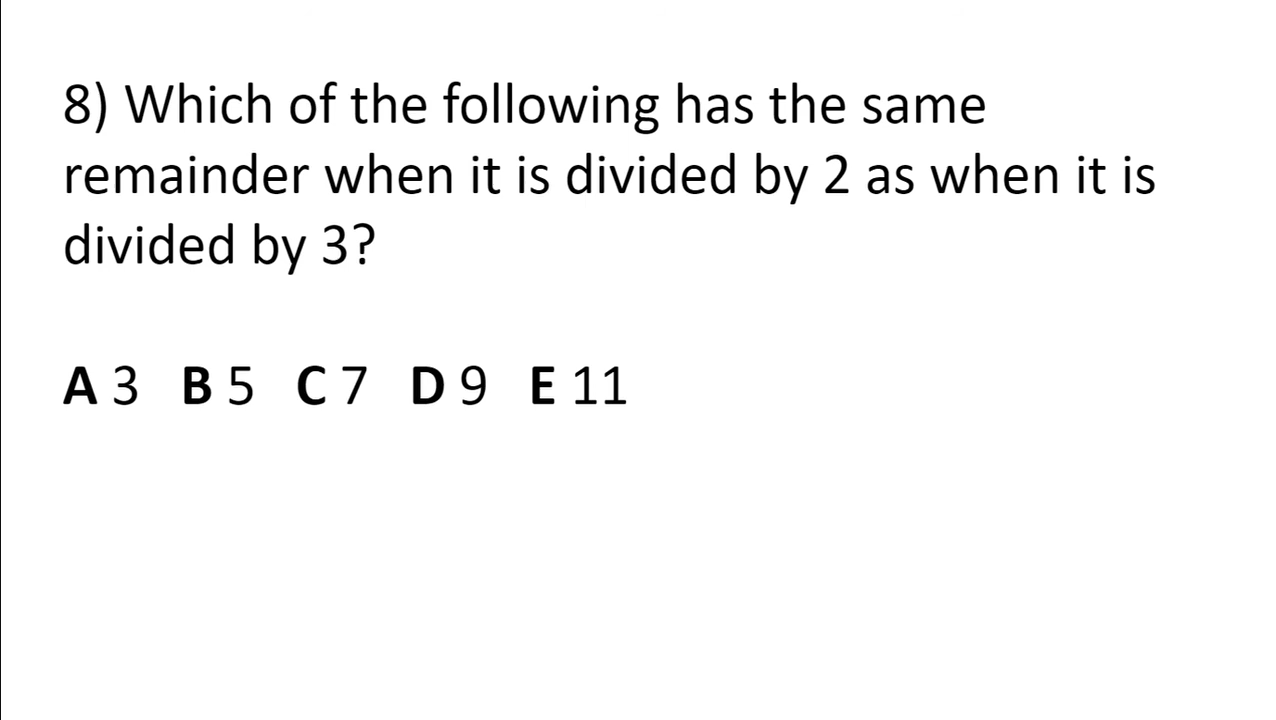 8) Which of the following has the same
remainder when it is divided by 2 as when it is
divided by 3?
A 3 B 5 C 7 D 9 E 11